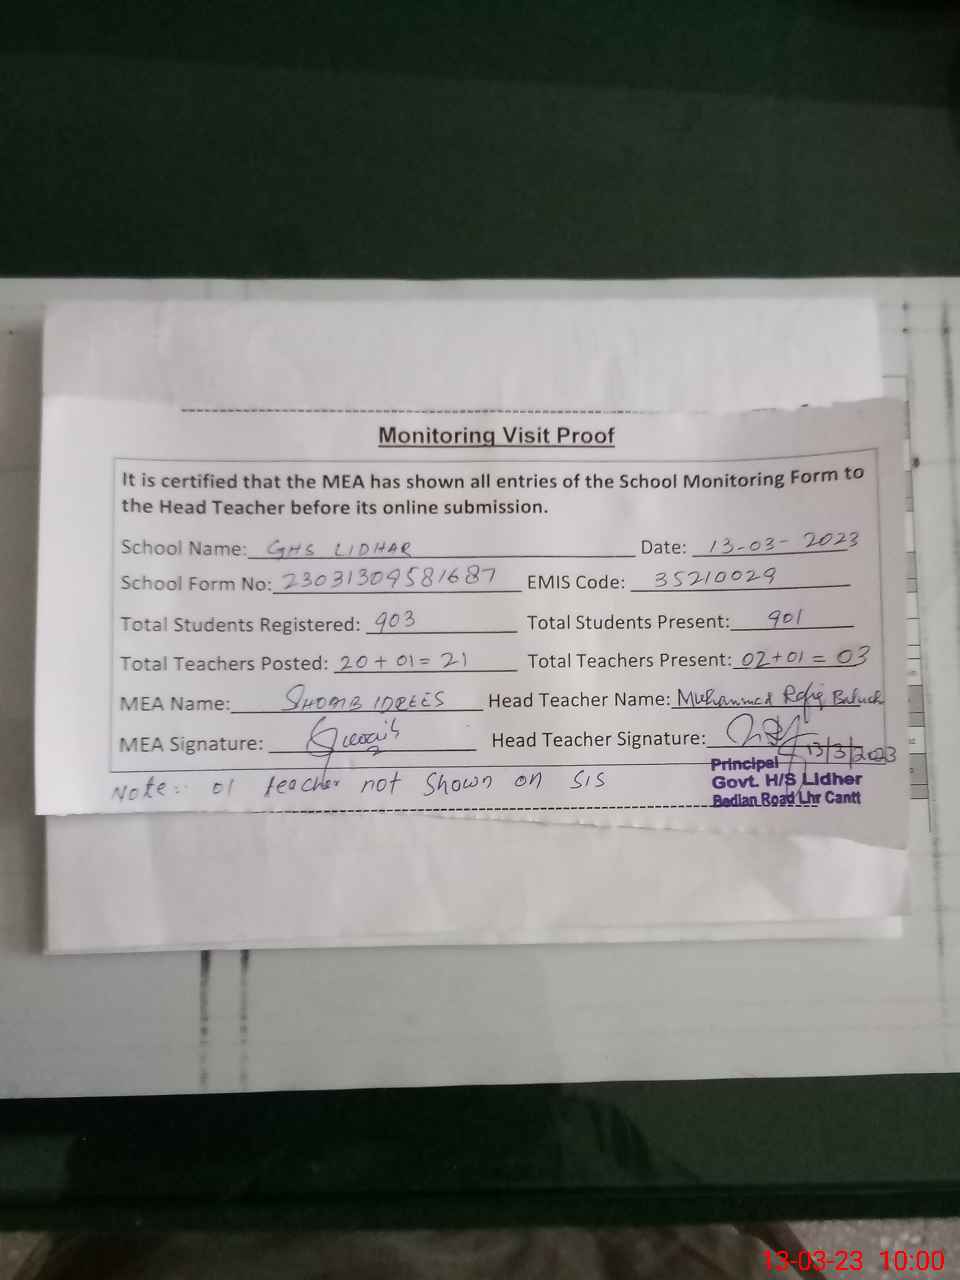 Monitoring Visit Proof
It is certified that the MEA has shown all entries of the School Monitoring Form to
the Head Teacher before its online submission.
School Name: GHS LIDHAR Date: 13-03-2023
School Form No: 23031309581687 EMIS Code: 35210029
Total Students Registered: 903 Total Students Present: 901
Total Teachers Posted: 20+01=21 Total Teachers Present: 02+01=03
MEA Name: SHOAIB IDREES Head Teacher Name: Muhammad Rafiq Baluch
MEA Signature: Head Teacher Signature: 13/3/2023
Principal
Govt. H/S Lidher
Bedian Road Lhr Cantt
Note: 01 teacher not Shown on SIS
13-03-23 10:00